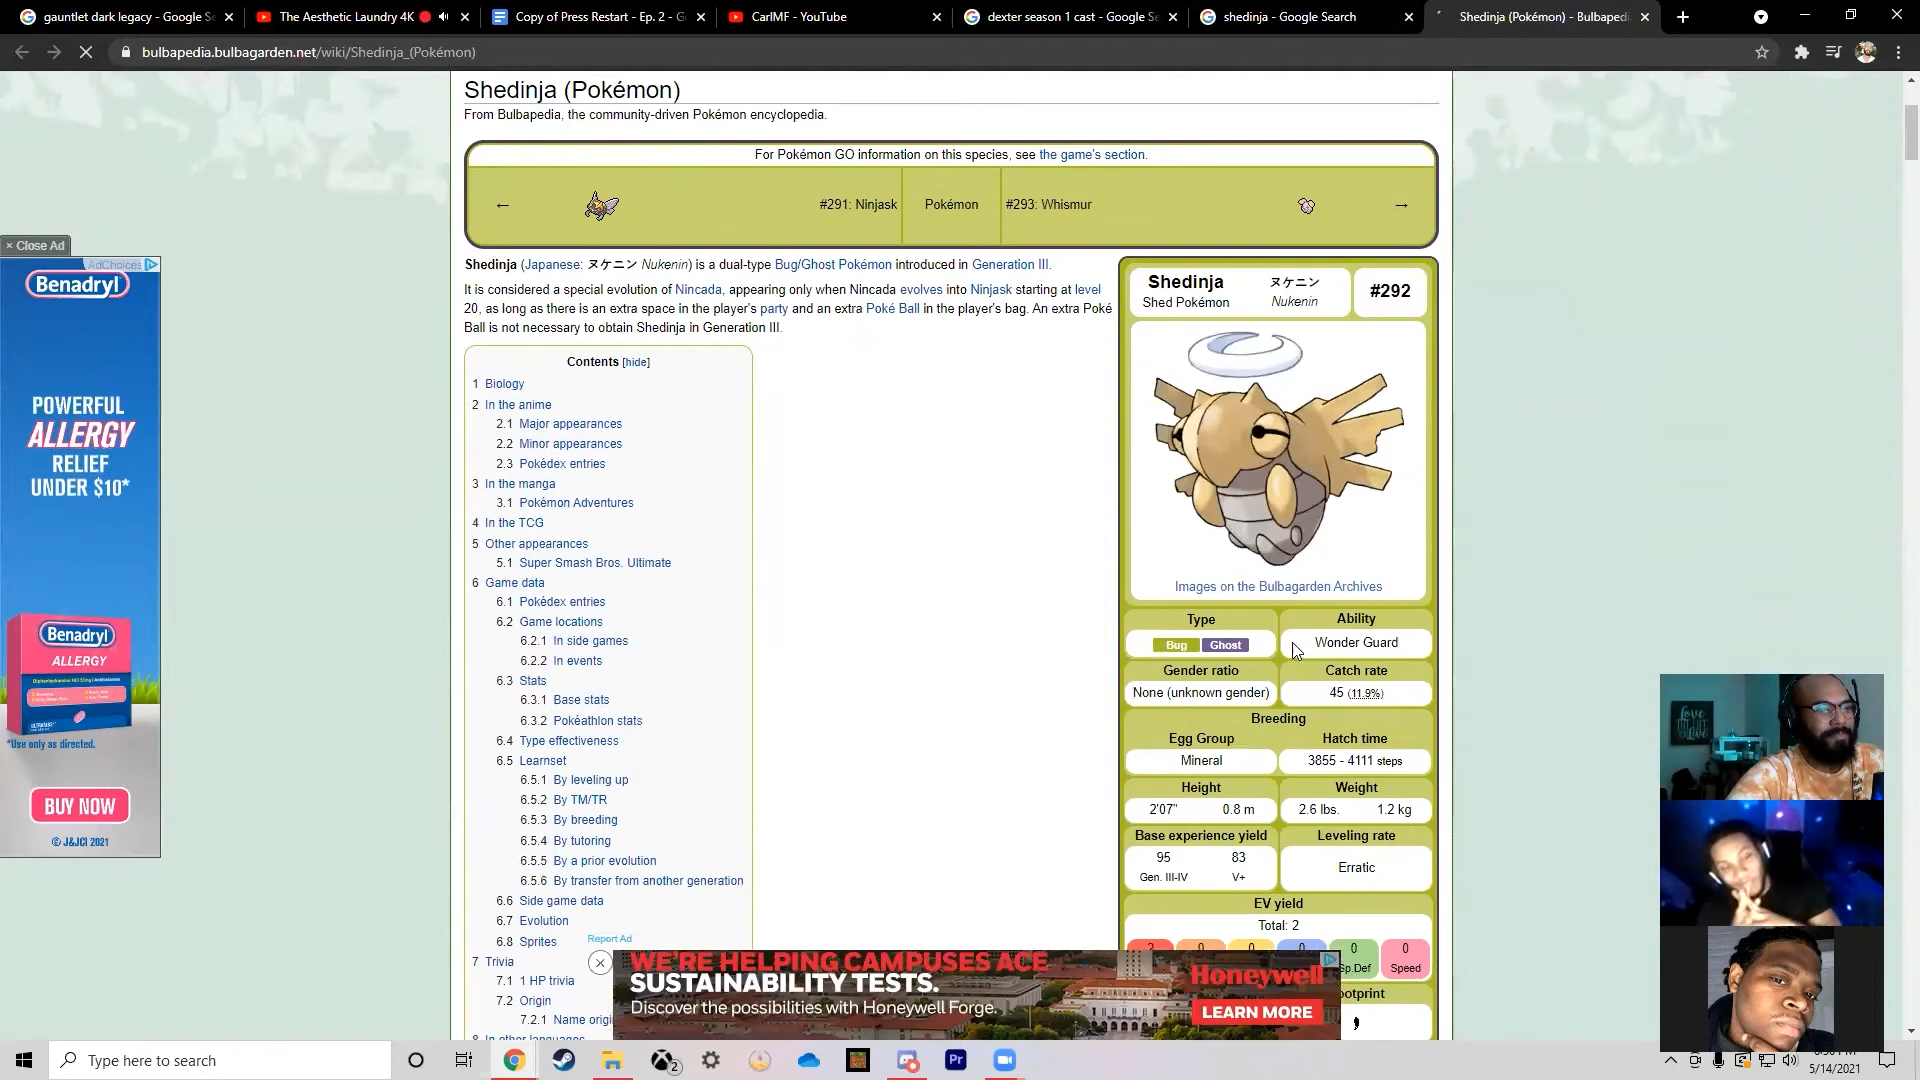 gauntlet dark legacy - Google S
The Aesthetic Laundry 4K
Copy of Press Restart - Ep. 2 - G
CarlMF - YouTube
dexter season 1 cast - Google Se
shedinja - Google Search
Shedinja (Pokémon) - Bulbapedi
bulbapedia.bulbagarden.net/wiki/Shedinja_(Pokémon)
Shedinja (Pokémon)
From Bulbapedia, the community-driven Pokémon encyclopedia.
For Pokémon GO information on this species, see the game's section.
← #291: Ninjask Pokémon #293: Whismur →
Shedinja (Japanese: ヌケニン Nukenin) is a dual-type Bug/Ghost Pokémon introduced in Generation III.
It is considered a special evolution of Nincada, appearing only when Nincada evolves into Ninjask starting at level
20, as long as there is an extra space in the player's party and an extra Poké Ball in the player's bag. An extra Poké
Ball is not necessary to obtain Shedinja in Generation III.
Contents [hide]
1 Biology
2 In the anime
2.1 Major appearances
2.2 Minor appearances
2.3 Pokédex entries
3 In the manga
3.1 Pokémon Adventures
4 In the TCG
5 Other appearances
5.1 Super Smash Bros. Ultimate
6 Game data
6.1 Pokédex entries
6.2 Game locations
6.2.1 In side games
6.2.2 In events
6.3 Stats
6.3.1 Base stats
6.3.2 Pokéathlon stats
6.4 Type effectiveness
6.5 Learnset
6.5.1 By leveling up
6.5.2 By TM/TR
6.5.3 By breeding
6.5.4 By tutoring
6.5.5 By a prior evolution
6.5.6 By transfer from another generation
6.6 Side game data
6.7 Evolution
6.8 Sprites
7 Trivia
7.1 1 HP trivia
7.2 Origin
7.2.1 Name origi
8 In other languages
Shedinja ヌケニン #292
Shed Pokémon Nukenin
Images on the Bulbagarden Archives
Type Ability
Bug Ghost Wonder Guard
Gender ratio Catch rate
None (unknown gender) 45 (11.9%)
Breeding
Egg Group Hatch time
Mineral 3855 - 4111 steps
Height Weight
2'07" 0.8 m 2.6 lbs. 1.2 kg
Base experience yield Leveling rate
95 83 Erratic
Gen. III-IV V+
EV yield
Total: 2
2 0 0 0 0 0
Sp.Def Speed
ootprint
× Close Ad
AdChoices
Benadryl
POWERFUL
ALLERGY
RELIEF
UNDER $10*
Benadryl
ALLERGY
ULTRATABS
*Use only as directed.
BUY NOW
© J&JCI 2021
Report Ad
WE'RE HELPING CAMPUSES ACE
SUSTAINABILITY TESTS.
Discover the possibilities with Honeywell Forge.
Honeywell
LEARN MORE
Love
Type here to search
2
Pr
5/14/2021